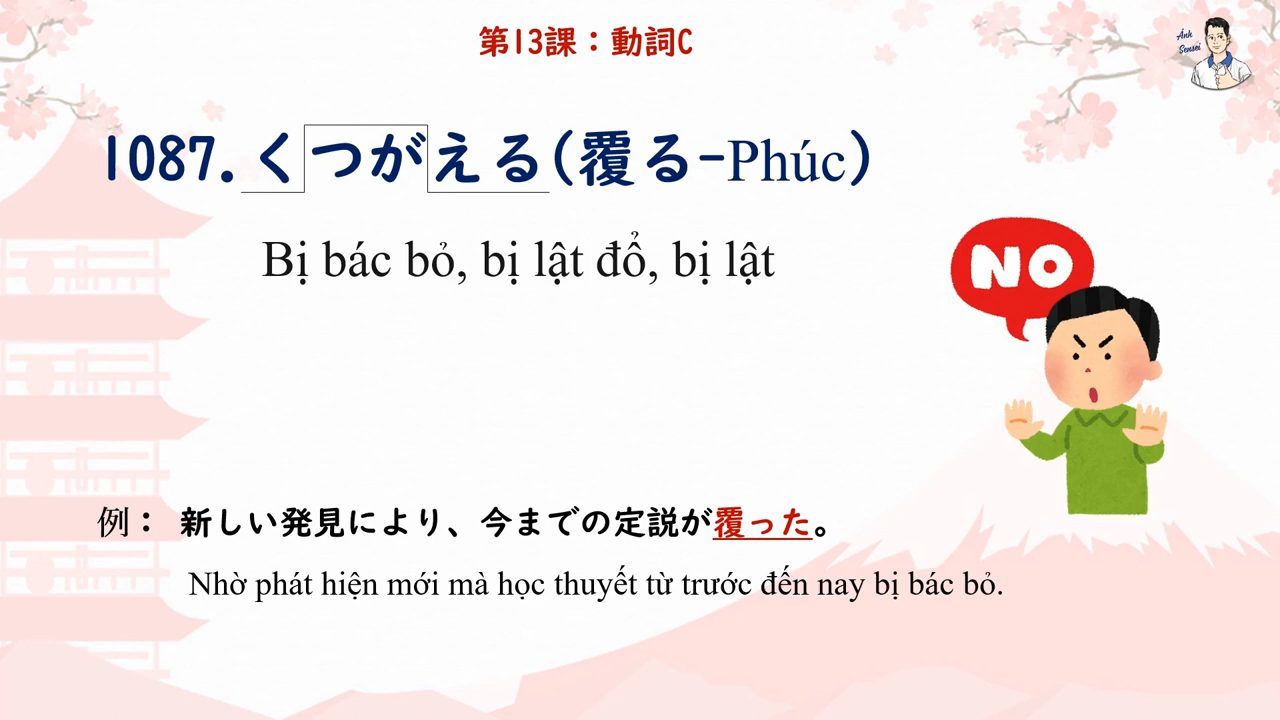 第13課：動詞C
Anh
Sensei
1087.くつがえる(覆る-Phúc)
Bị bác bỏ, bị lật đổ, bị lật
NO
例： 新しい発見により、今までの定説が覆った。
Nhờ phát hiện mới mà học thuyết từ trước đến nay bị bác bỏ.